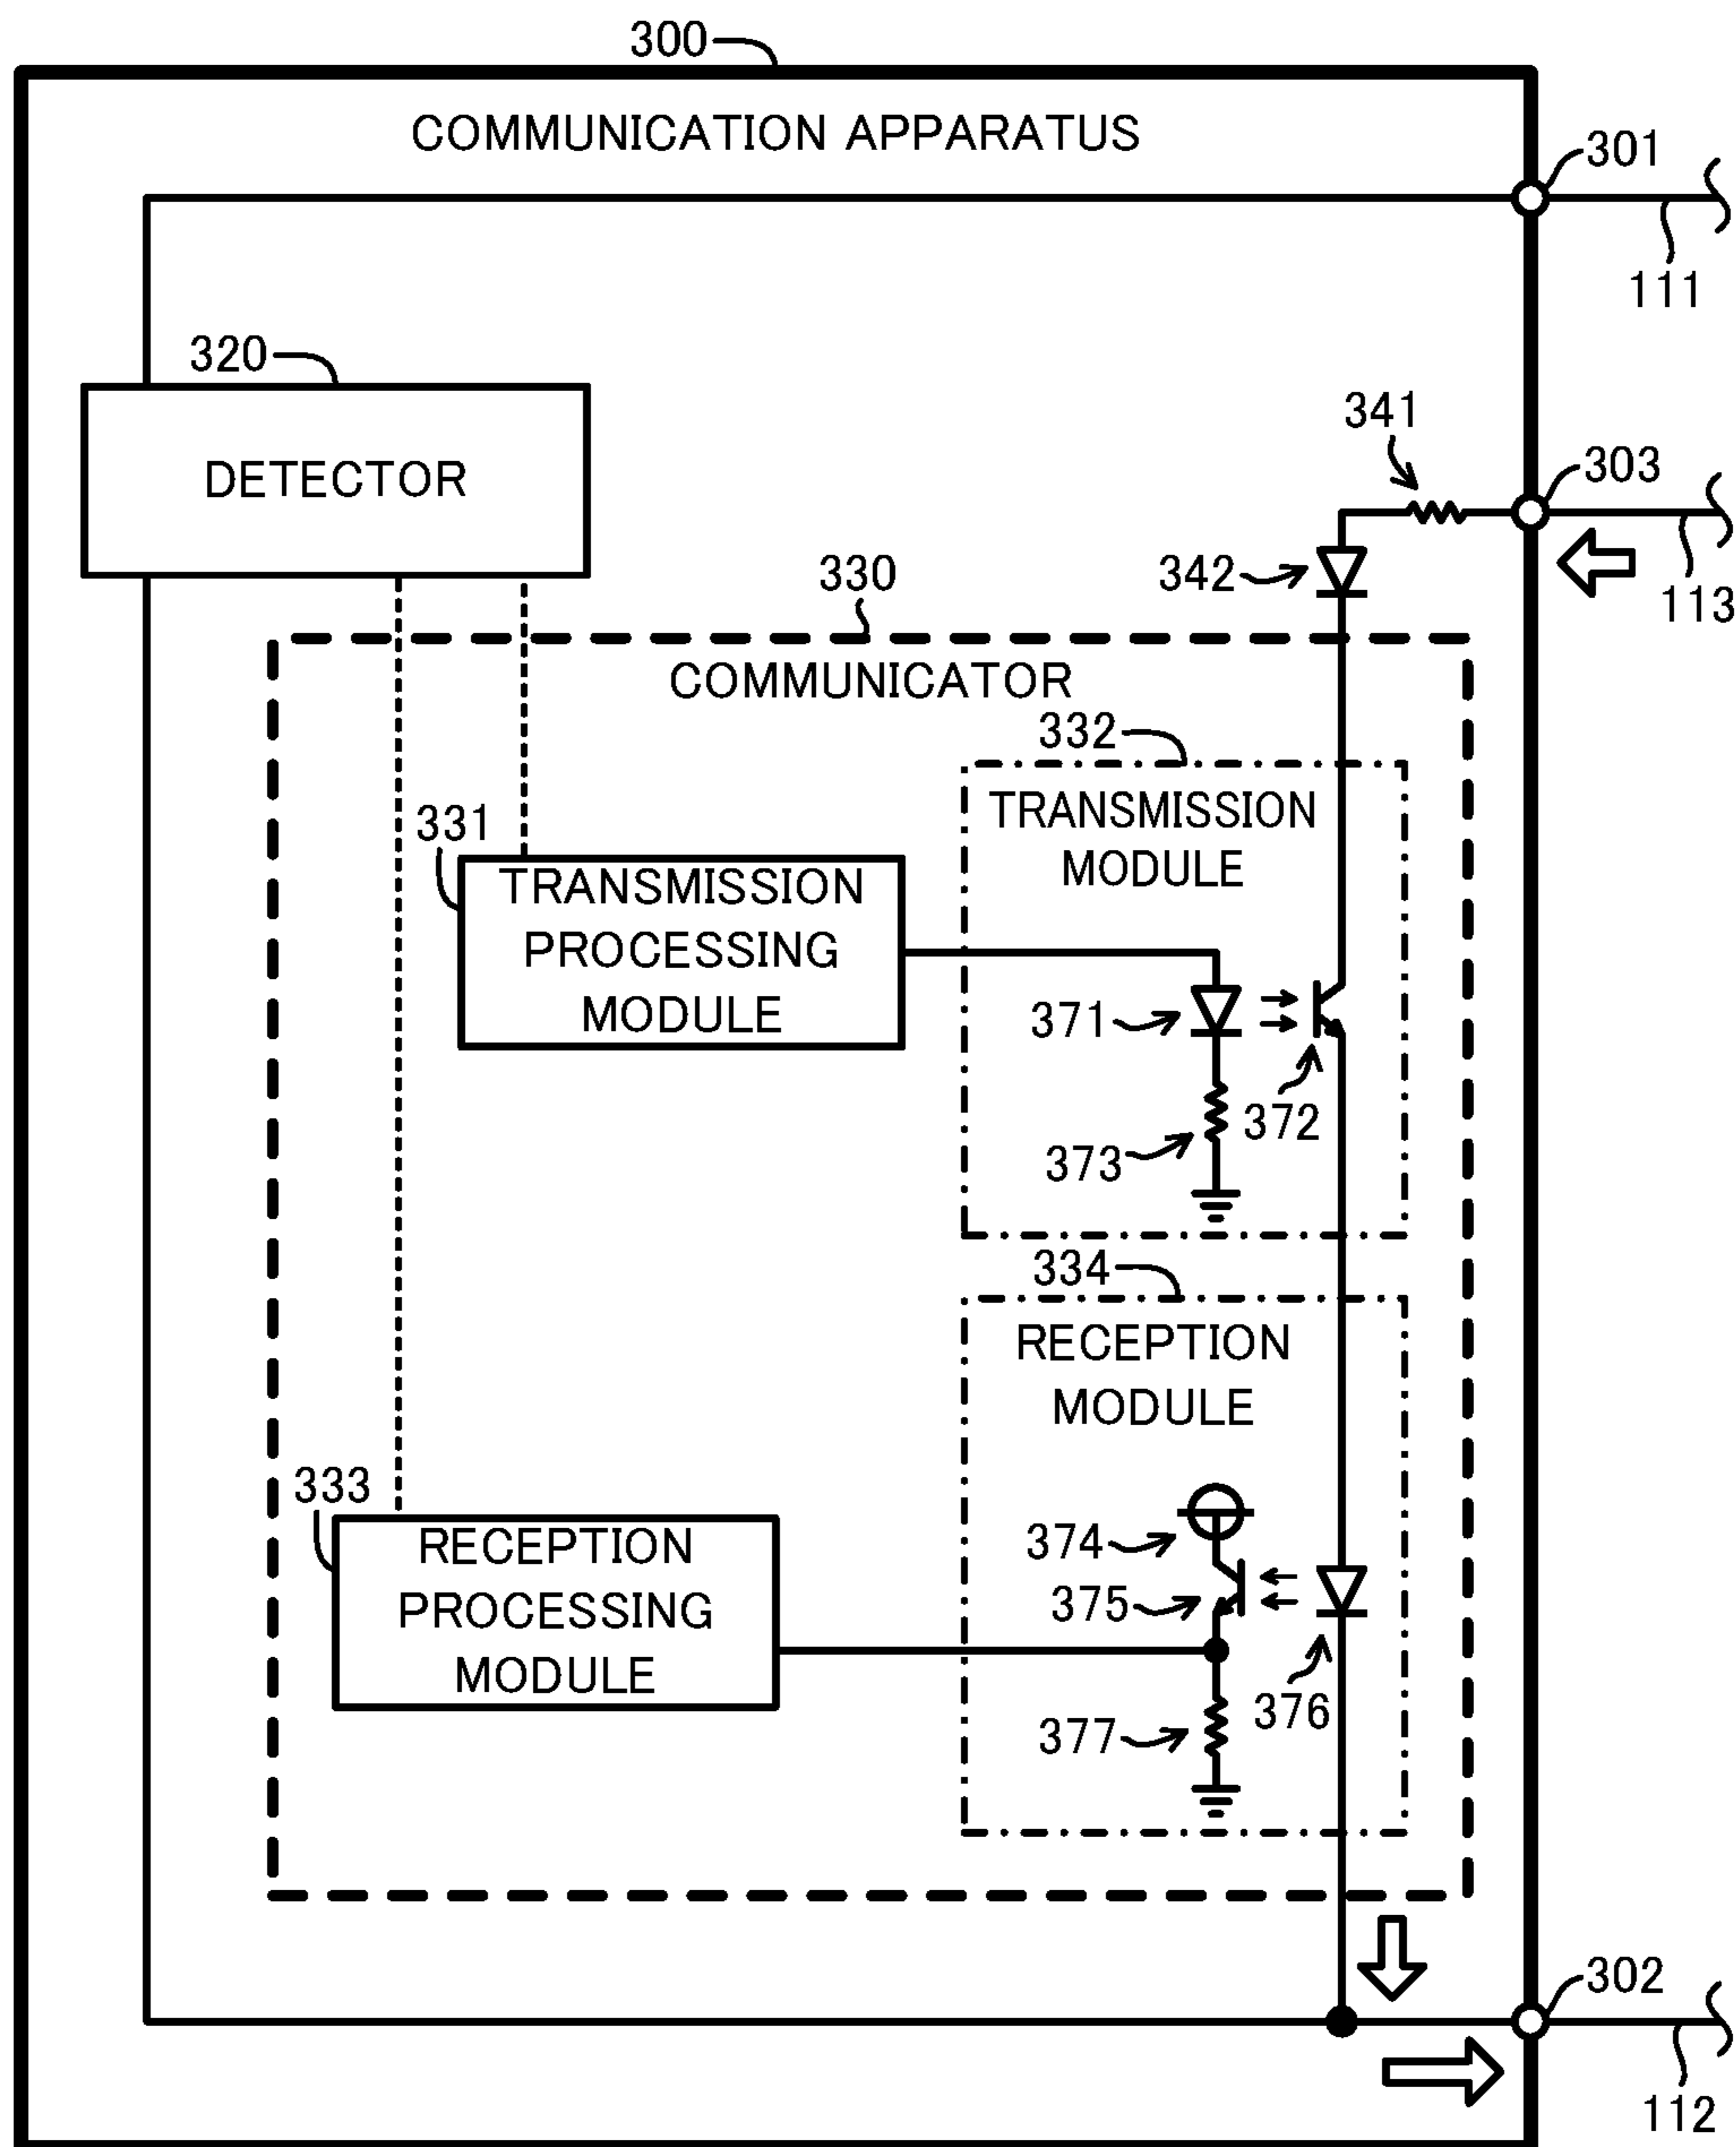 300
COMMUNICATION APPARATUS
301
111
320
DETECTOR
341
303
342
113
330
COMMUNICATOR
332
TRANSMISSION
MODULE
331
TRANSMISSION
PROCESSING
MODULE
371
372
373
334
RECEPTION
MODULE
333
RECEPTION
PROCESSING
MODULE
374
375
376
377
302
112